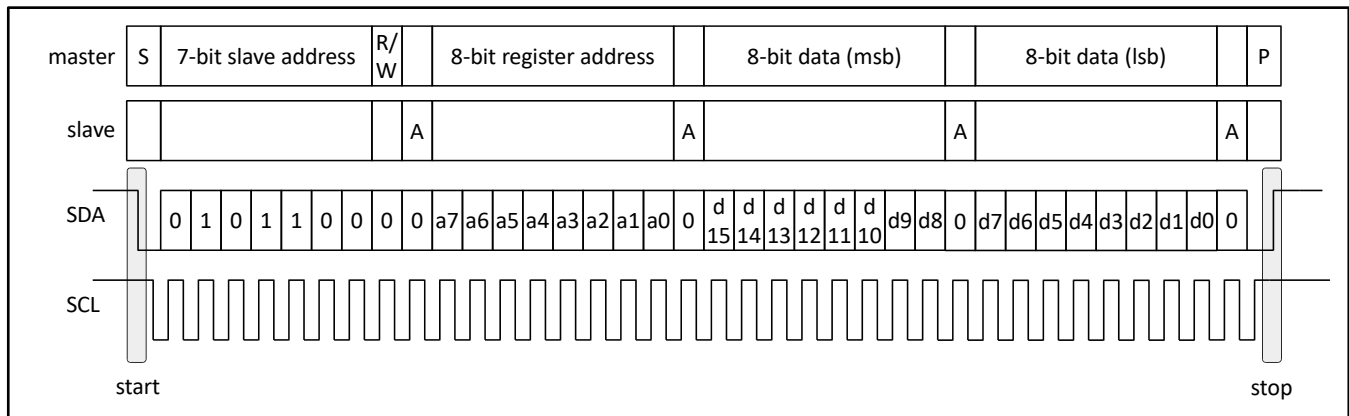 master S 7-bit slave address R/W 8-bit register address 8-bit data (msb) 8-bit data (lsb) P
slave A A A A
SDA 0 1 0 1 1 0 0 0 0 a7 a6 a5 a4 a3 a2 a1 a0 0 d15 d14 d13 d12 d11 d10 d9 d8 0 d7 d6 d5 d4 d3 d2 d1 d0 0
SCL
start stop